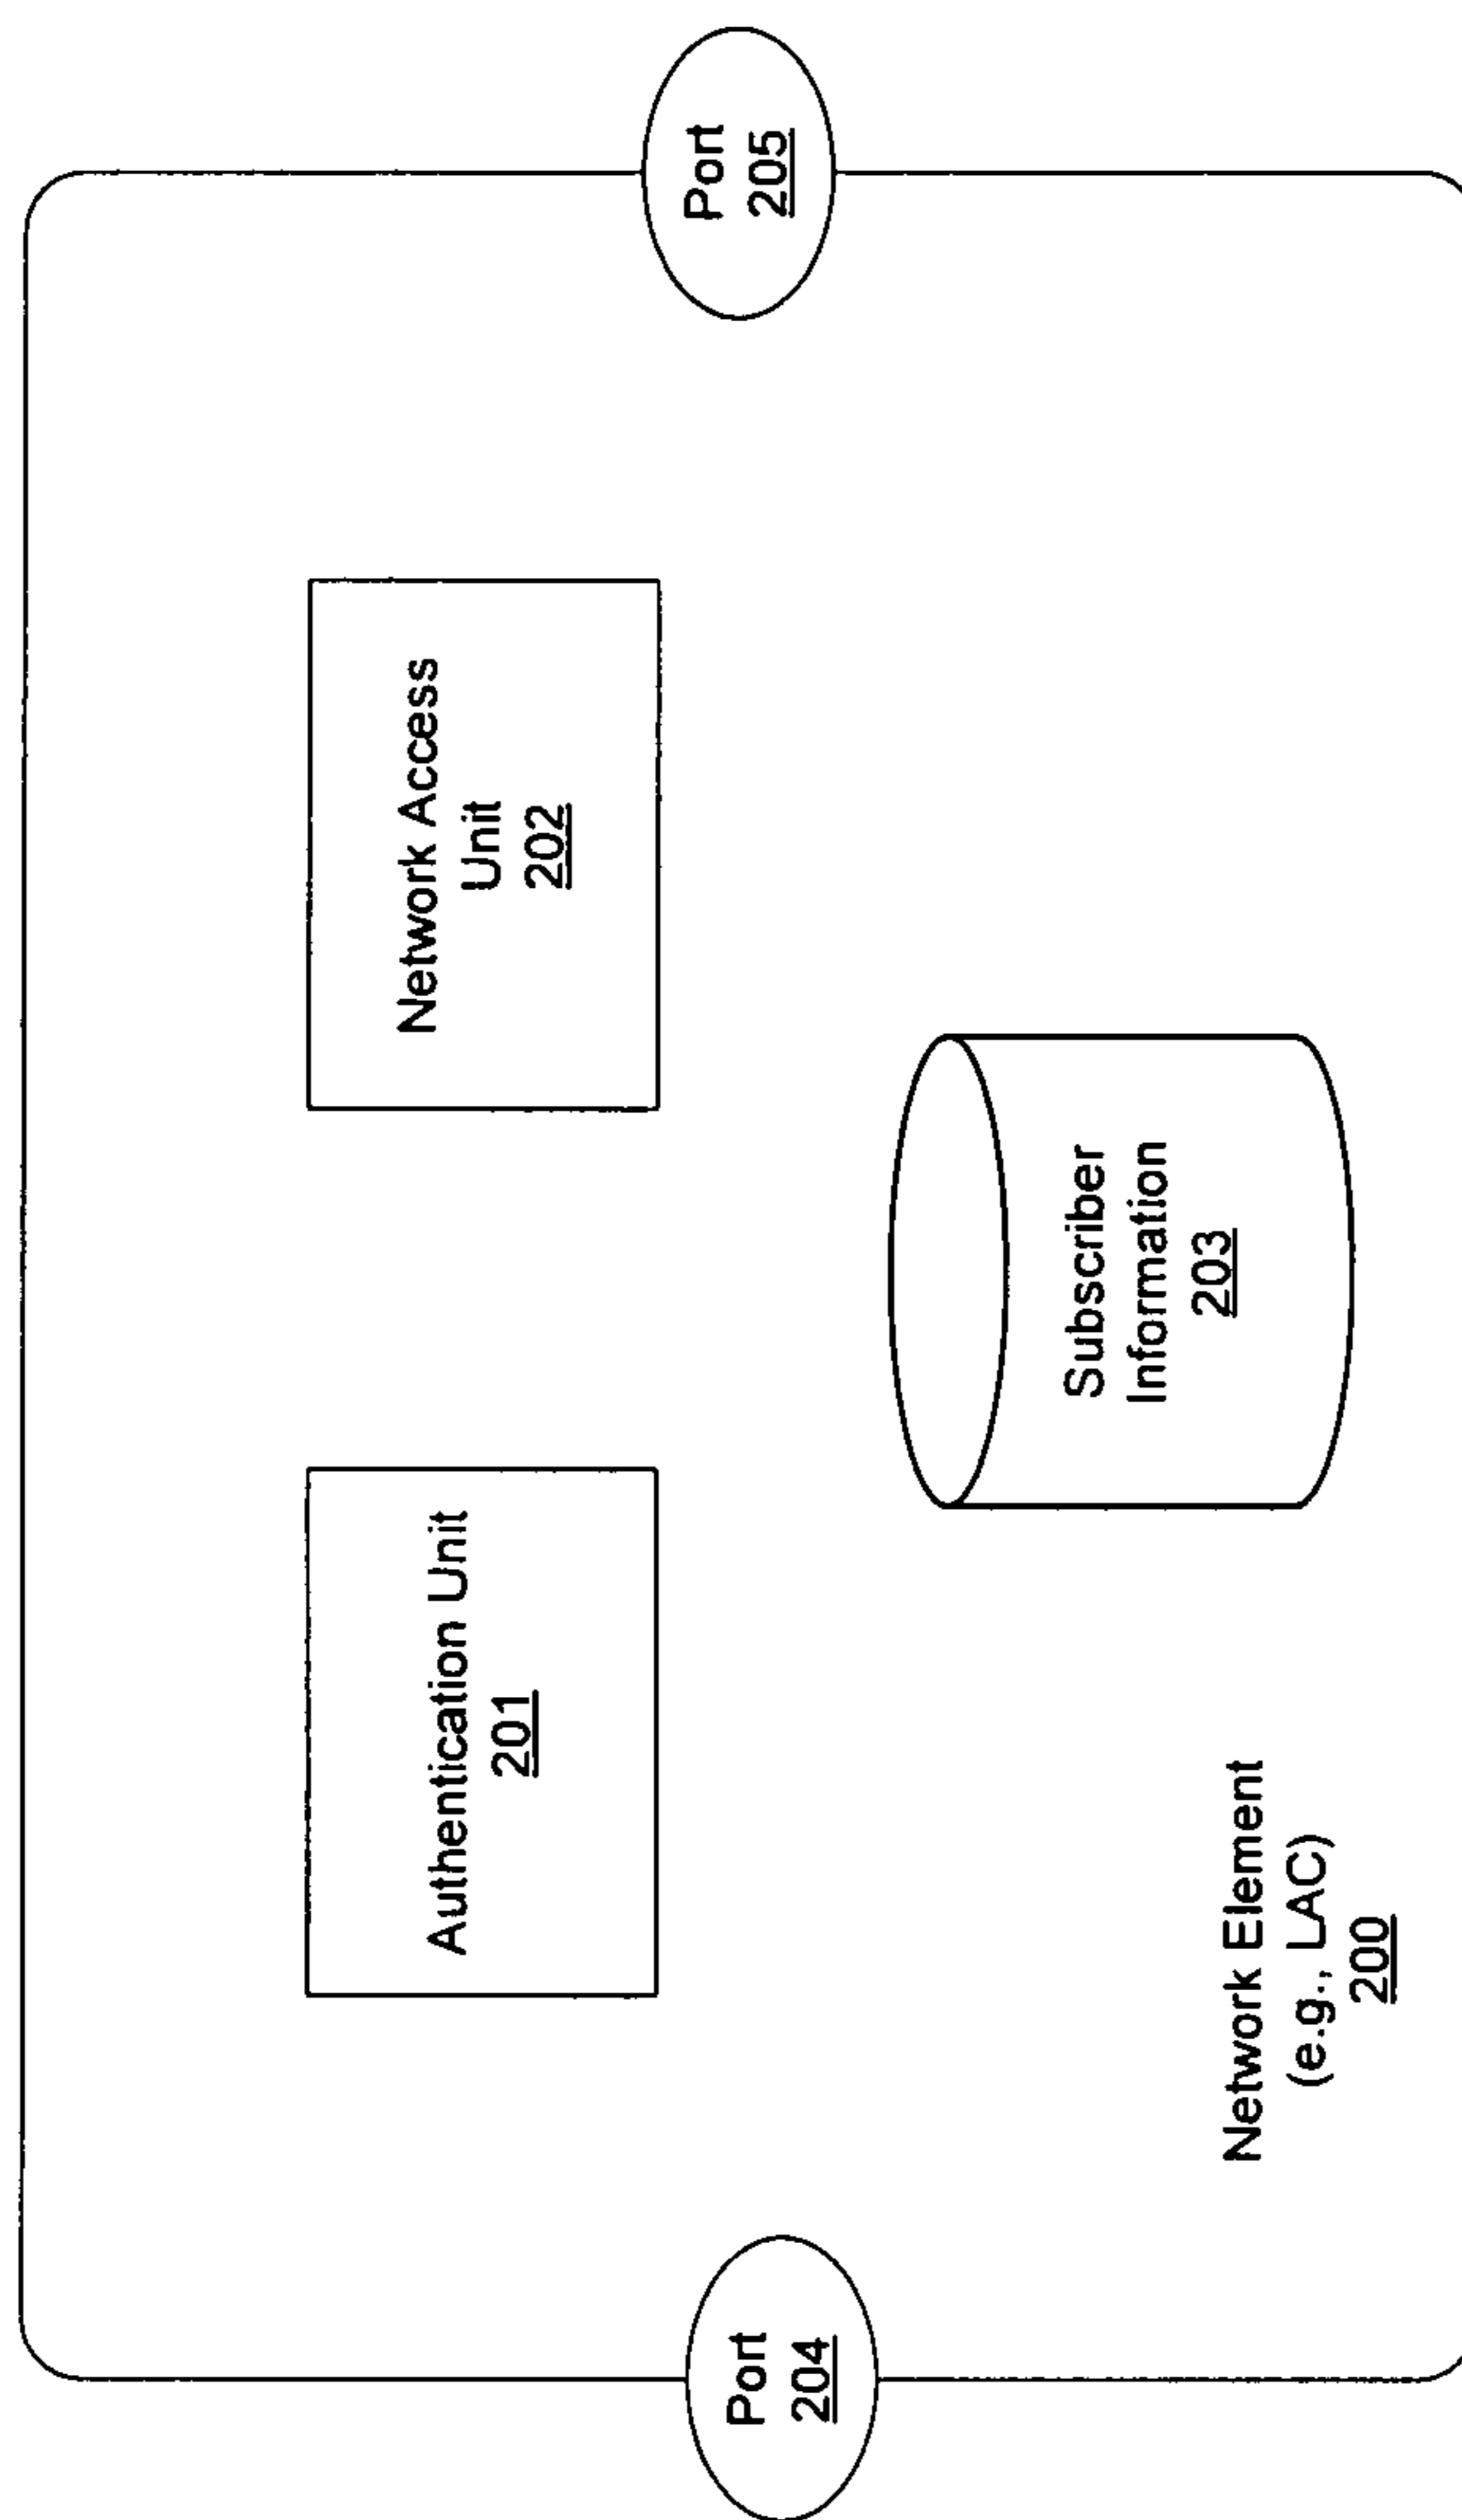 Authentication Unit
201
Network Access
Unit
202
Port
204
Port
205
Subscriber
Information
203
Network Element
(e.g., LAC)
200